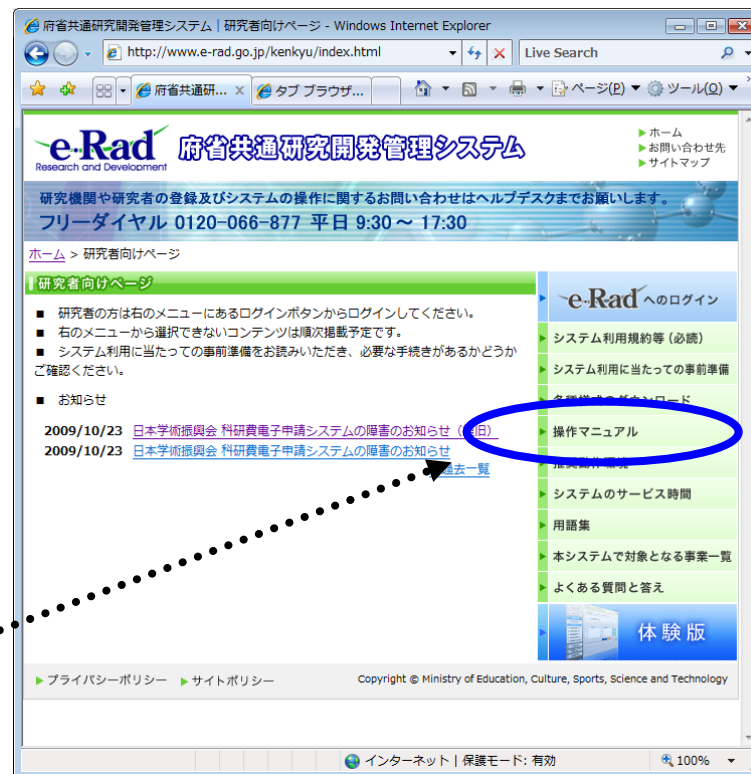 府省共通研究開発管理システム | 研究者向けページ - Windows Internet Explorer
http://www.e-rad.go.jp/kenkyu/index.html
Live Search
府省共通研...
タブ ブラウザ...
ページ(P)
ツール(O)
e-Rad
Research and Development
府省共通研究開発管理システム
ホーム
お問い合わせ先
サイトマップ
研究機関や研究者の登録及びシステムの操作に関するお問い合わせはヘルプデスクまでお願いします。
フリーダイヤル 0120-066-877 平日 9:30～ 17:30
ホーム > 研究者向けページ
研究者向けページ
■ 研究者の方は右のメニューにあるログインボタンからログインしてください。
■ 右のメニューから選択できないコンテンツは順次掲載予定です。
■ システム利用に当たっての事前準備をお読みいただき、必要な手続きがあるかどうか
ご確認ください。
■ お知らせ
2009/10/23 日本学術振興会 科研費電子申請システムの障害のお知らせ（旧）
2009/10/23 日本学術振興会 科研費電子申請システムの障害のお知らせ
過去一覧
e-Rad へのログイン
システム利用規約等（必読）
システム利用に当たっての事前準備
各種様式のダウンロード
操作マニュアル
推奨動作環境
システムのサービス時間
用語集
本システムで対象となる事業一覧
よくある質問と答え
体験版
プライバシーポリシー
サイトポリシー
Copyright © Ministry of Education, Culture, Sports, Science and Technology
インターネット | 保護モード: 有効
100%